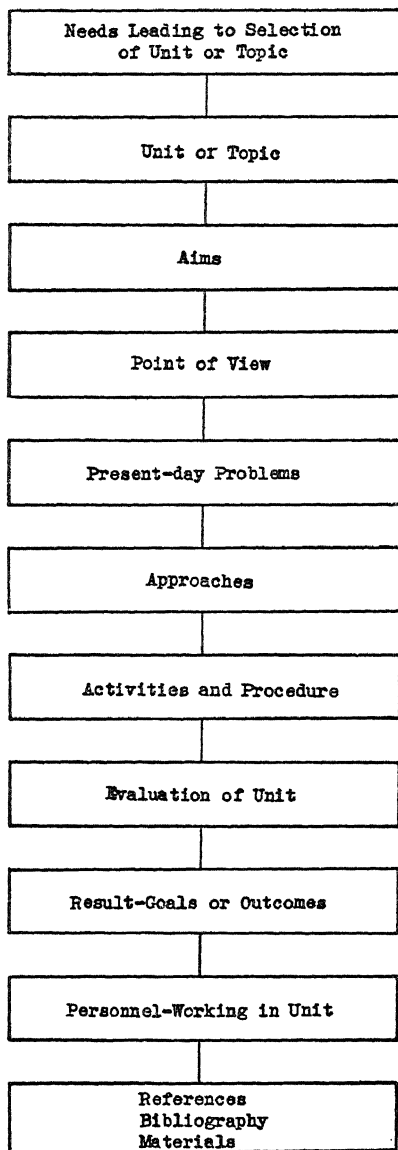 Needs Leading to Selection
of Unit or Topic
Unit or Topic
Aims
Point of View
Present-day Problems
Approaches
Activities and Procedure
Evaluation of Unit
Result-Goals or Outcomes
Personnel-Working in Unit
References
Bibliography
Materials